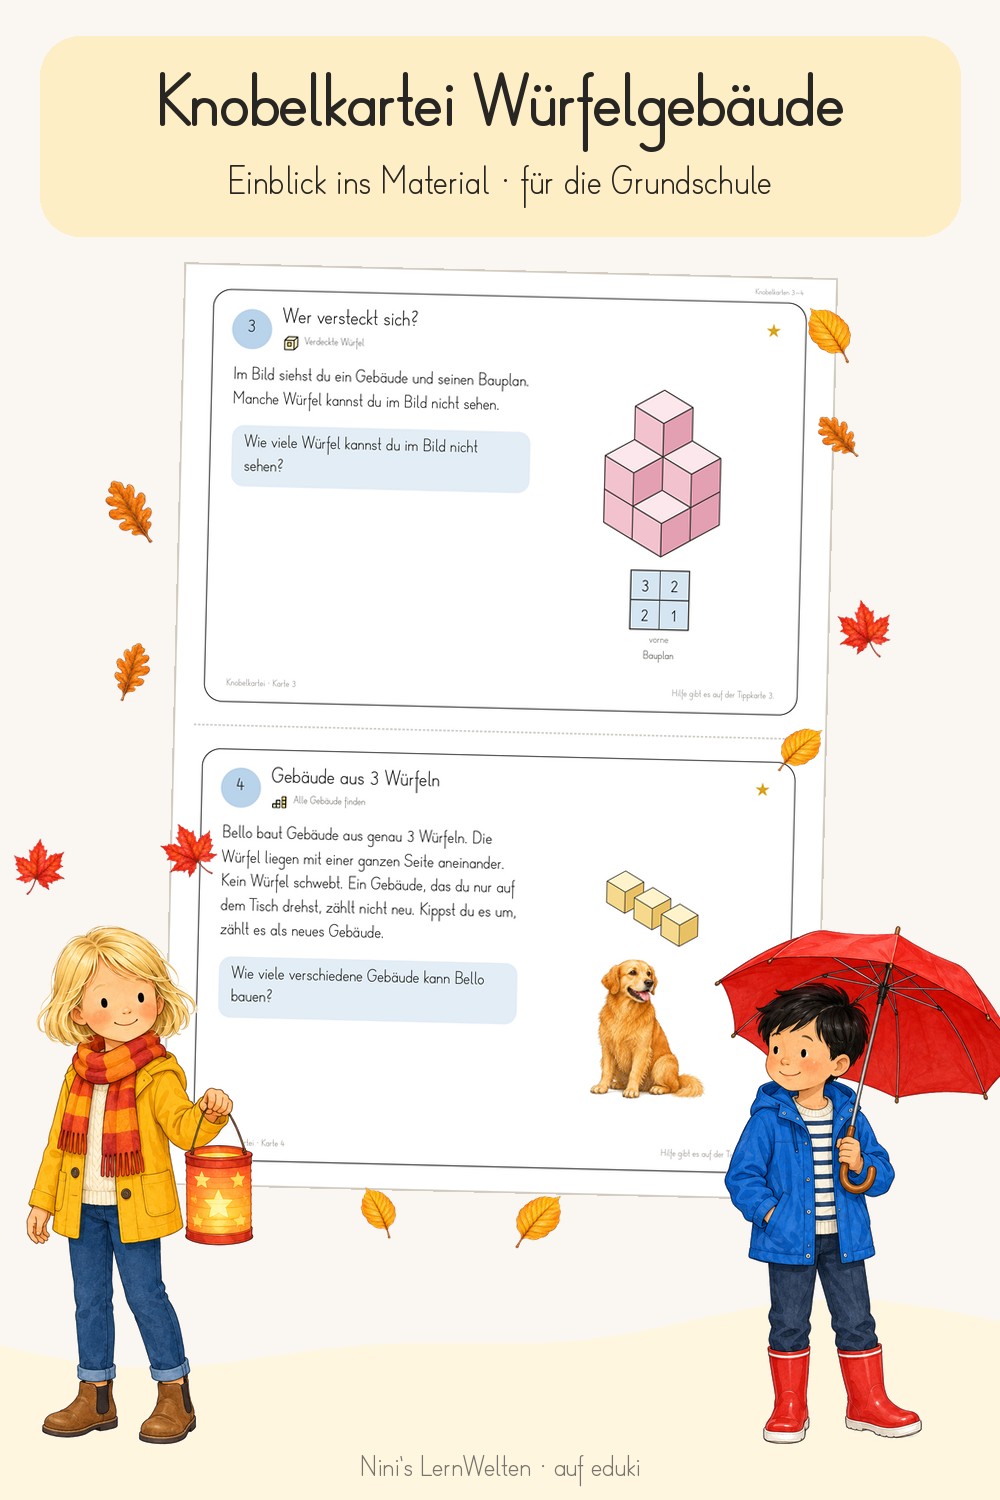 Knobelkartei Würfelgebäude
Einblick ins Material · für die Grundschule
Knobelkarten 3–4
3
Wer versteckt sich?
Verdeckte Würfel
Im Bild siehst du ein Gebäude und seinen Bauplan.
Manche Würfel kannst du im Bild nicht sehen.
Wie viele Würfel kannst du im Bild nicht
sehen?
3 2
2 1
vorne
Bauplan
Knobelkartei · Karte 3
Hilfe gibt es auf der Tippkarte 3.
4
Gebäude aus 3 Würfeln
Alle Gebäude finden
Bello baut Gebäude aus genau 3 Würfeln. Die
Würfel liegen mit einer ganzen Seite aneinander.
Kein Würfel schwebt. Ein Gebäude, das du nur auf
dem Tisch drehst, zählt nicht neu. Kippst du es um,
zählt es als neues Gebäude.
Wie viele verschiedene Gebäude kann Bello
bauen?
· Karte 4
Hilfe gibt es auf der
Nini's LernWelten · auf eduki